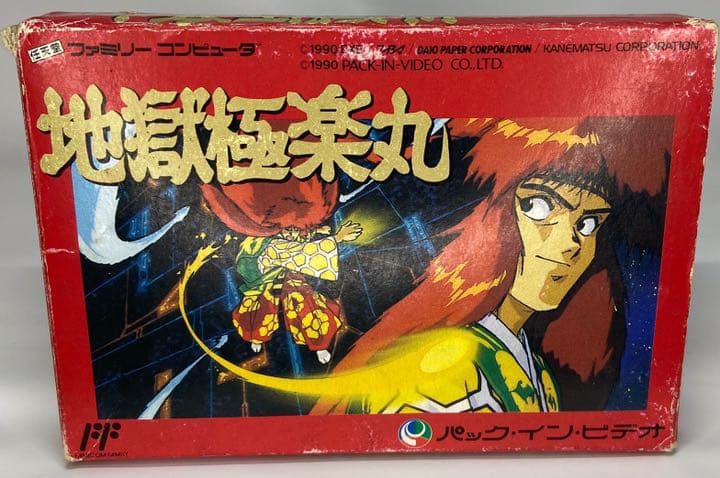 任天堂 ファミリーコンピュータ
©1990 DAIO PAPER CORPORATION / KANEMATSU CORPORATION
©1990 PACK-IN-VIDEO CO., LTD.
地獄極楽丸
FAMICOM FAMILY
パック・イン・ビデオ